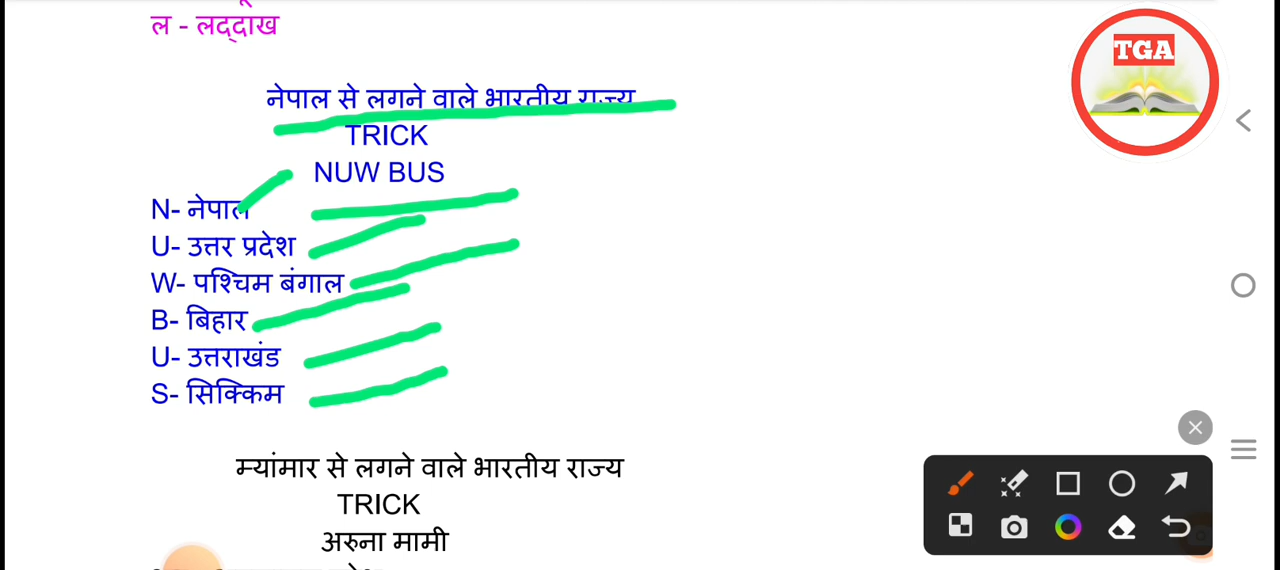 ल - लद्दाख
TGA
नेपाल से लगने वाले भारतीय राज्य
TRICK
NUW BUS
N- नेपाल
U- उत्तर प्रदेश
W- पश्चिम बंगाल
B- बिहार
U- उत्तराखंड
S- सिक्किम
म्यांमार से लगने वाले भारतीय राज्य
TRICK
अरुना मामी